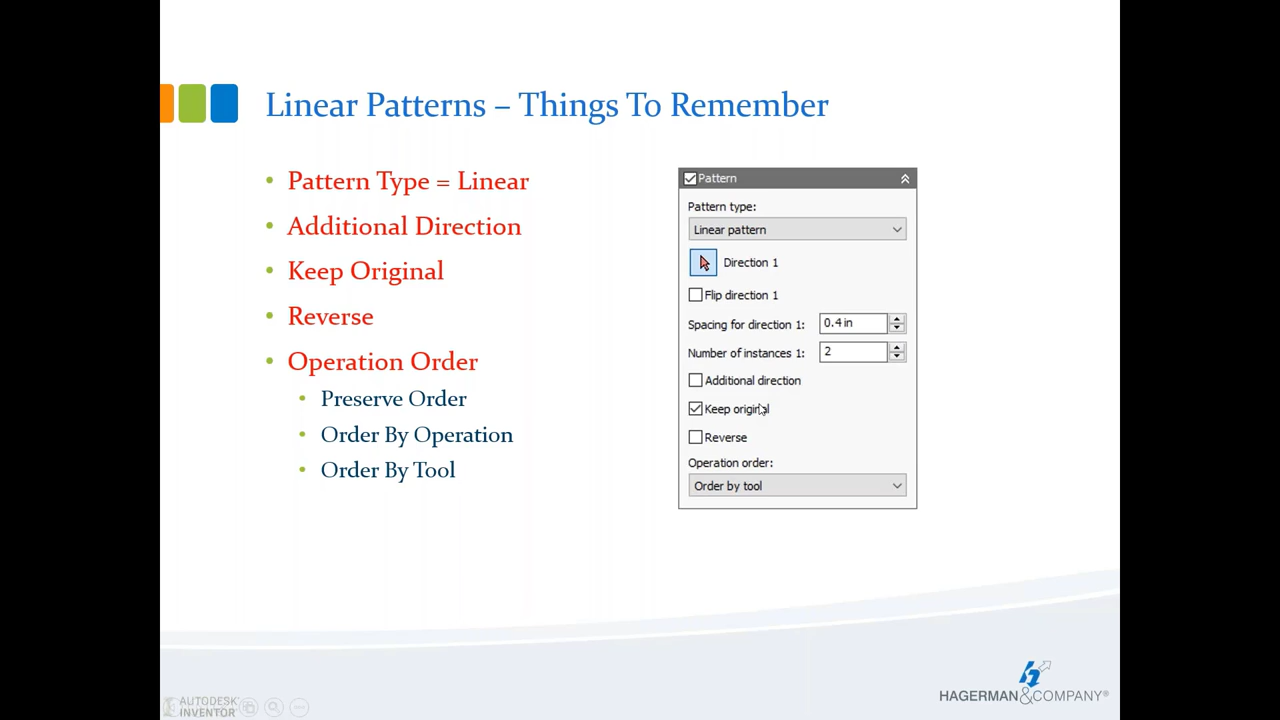 Linear Patterns – Things To Remember
• Pattern Type = Linear
• Additional Direction
• Keep Original
• Reverse
• Operation Order
• Preserve Order
• Order By Operation
• Order By Tool
Pattern
Pattern type:
Linear pattern
Direction 1
Flip direction 1
Spacing for direction 1: 0.4 in
Number of instances 1: 2
Additional direction
Keep original
Reverse
Operation order:
Order by tool
AUTODESK
INVENTOR
HAGERMAN&COMPANY®